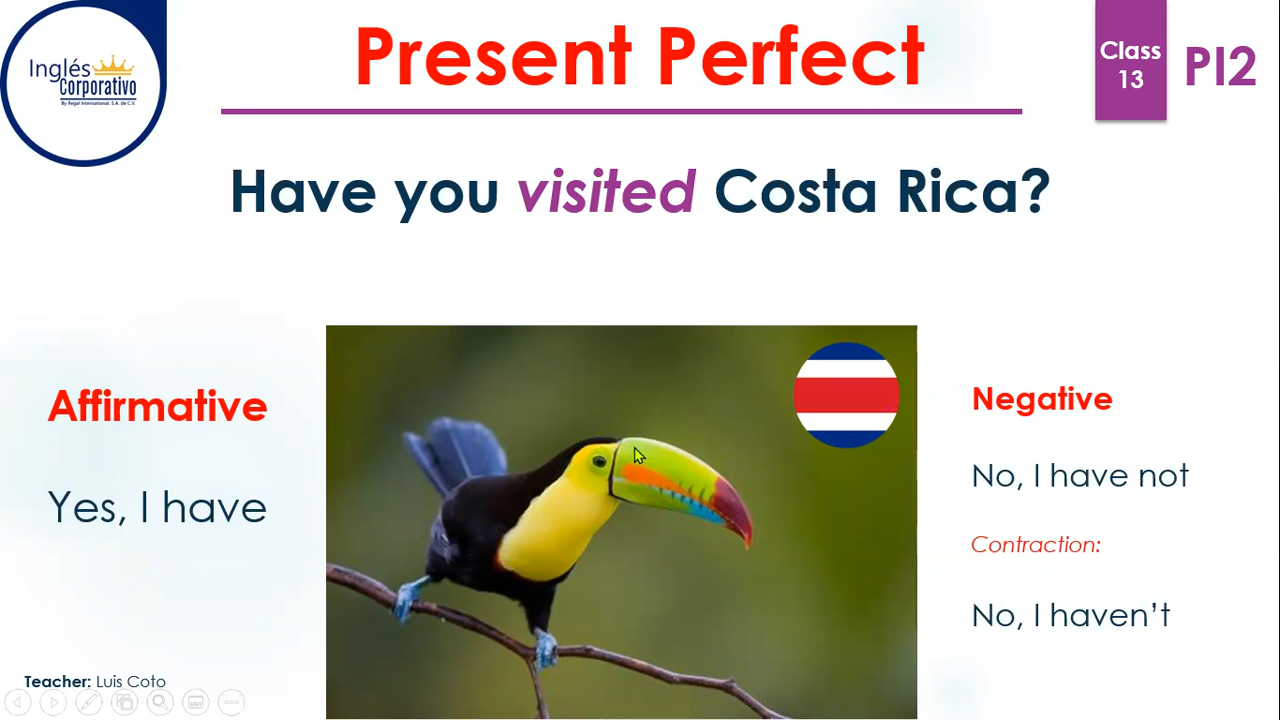 Inglés
Corporativo
By Regal International, S.A. de C.V.
Present Perfect
Class
13
PI2
Have you visited Costa Rica?
Affirmative
Yes, I have
Negative
No, I have not
Contraction:
No, I haven’t
Teacher: Luis Coto